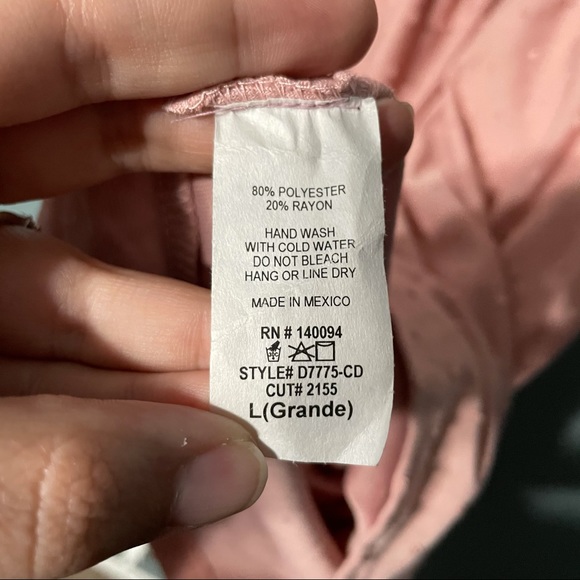 80% POLYESTER
20% RAYON
HAND WASH
WITH COLD WATER
DO NOT BLEACH
HANG OR LINE DRY
MADE IN MEXICO
RN # 140094
STYLE# D7775-CD
CUT# 2155
L(Grande)